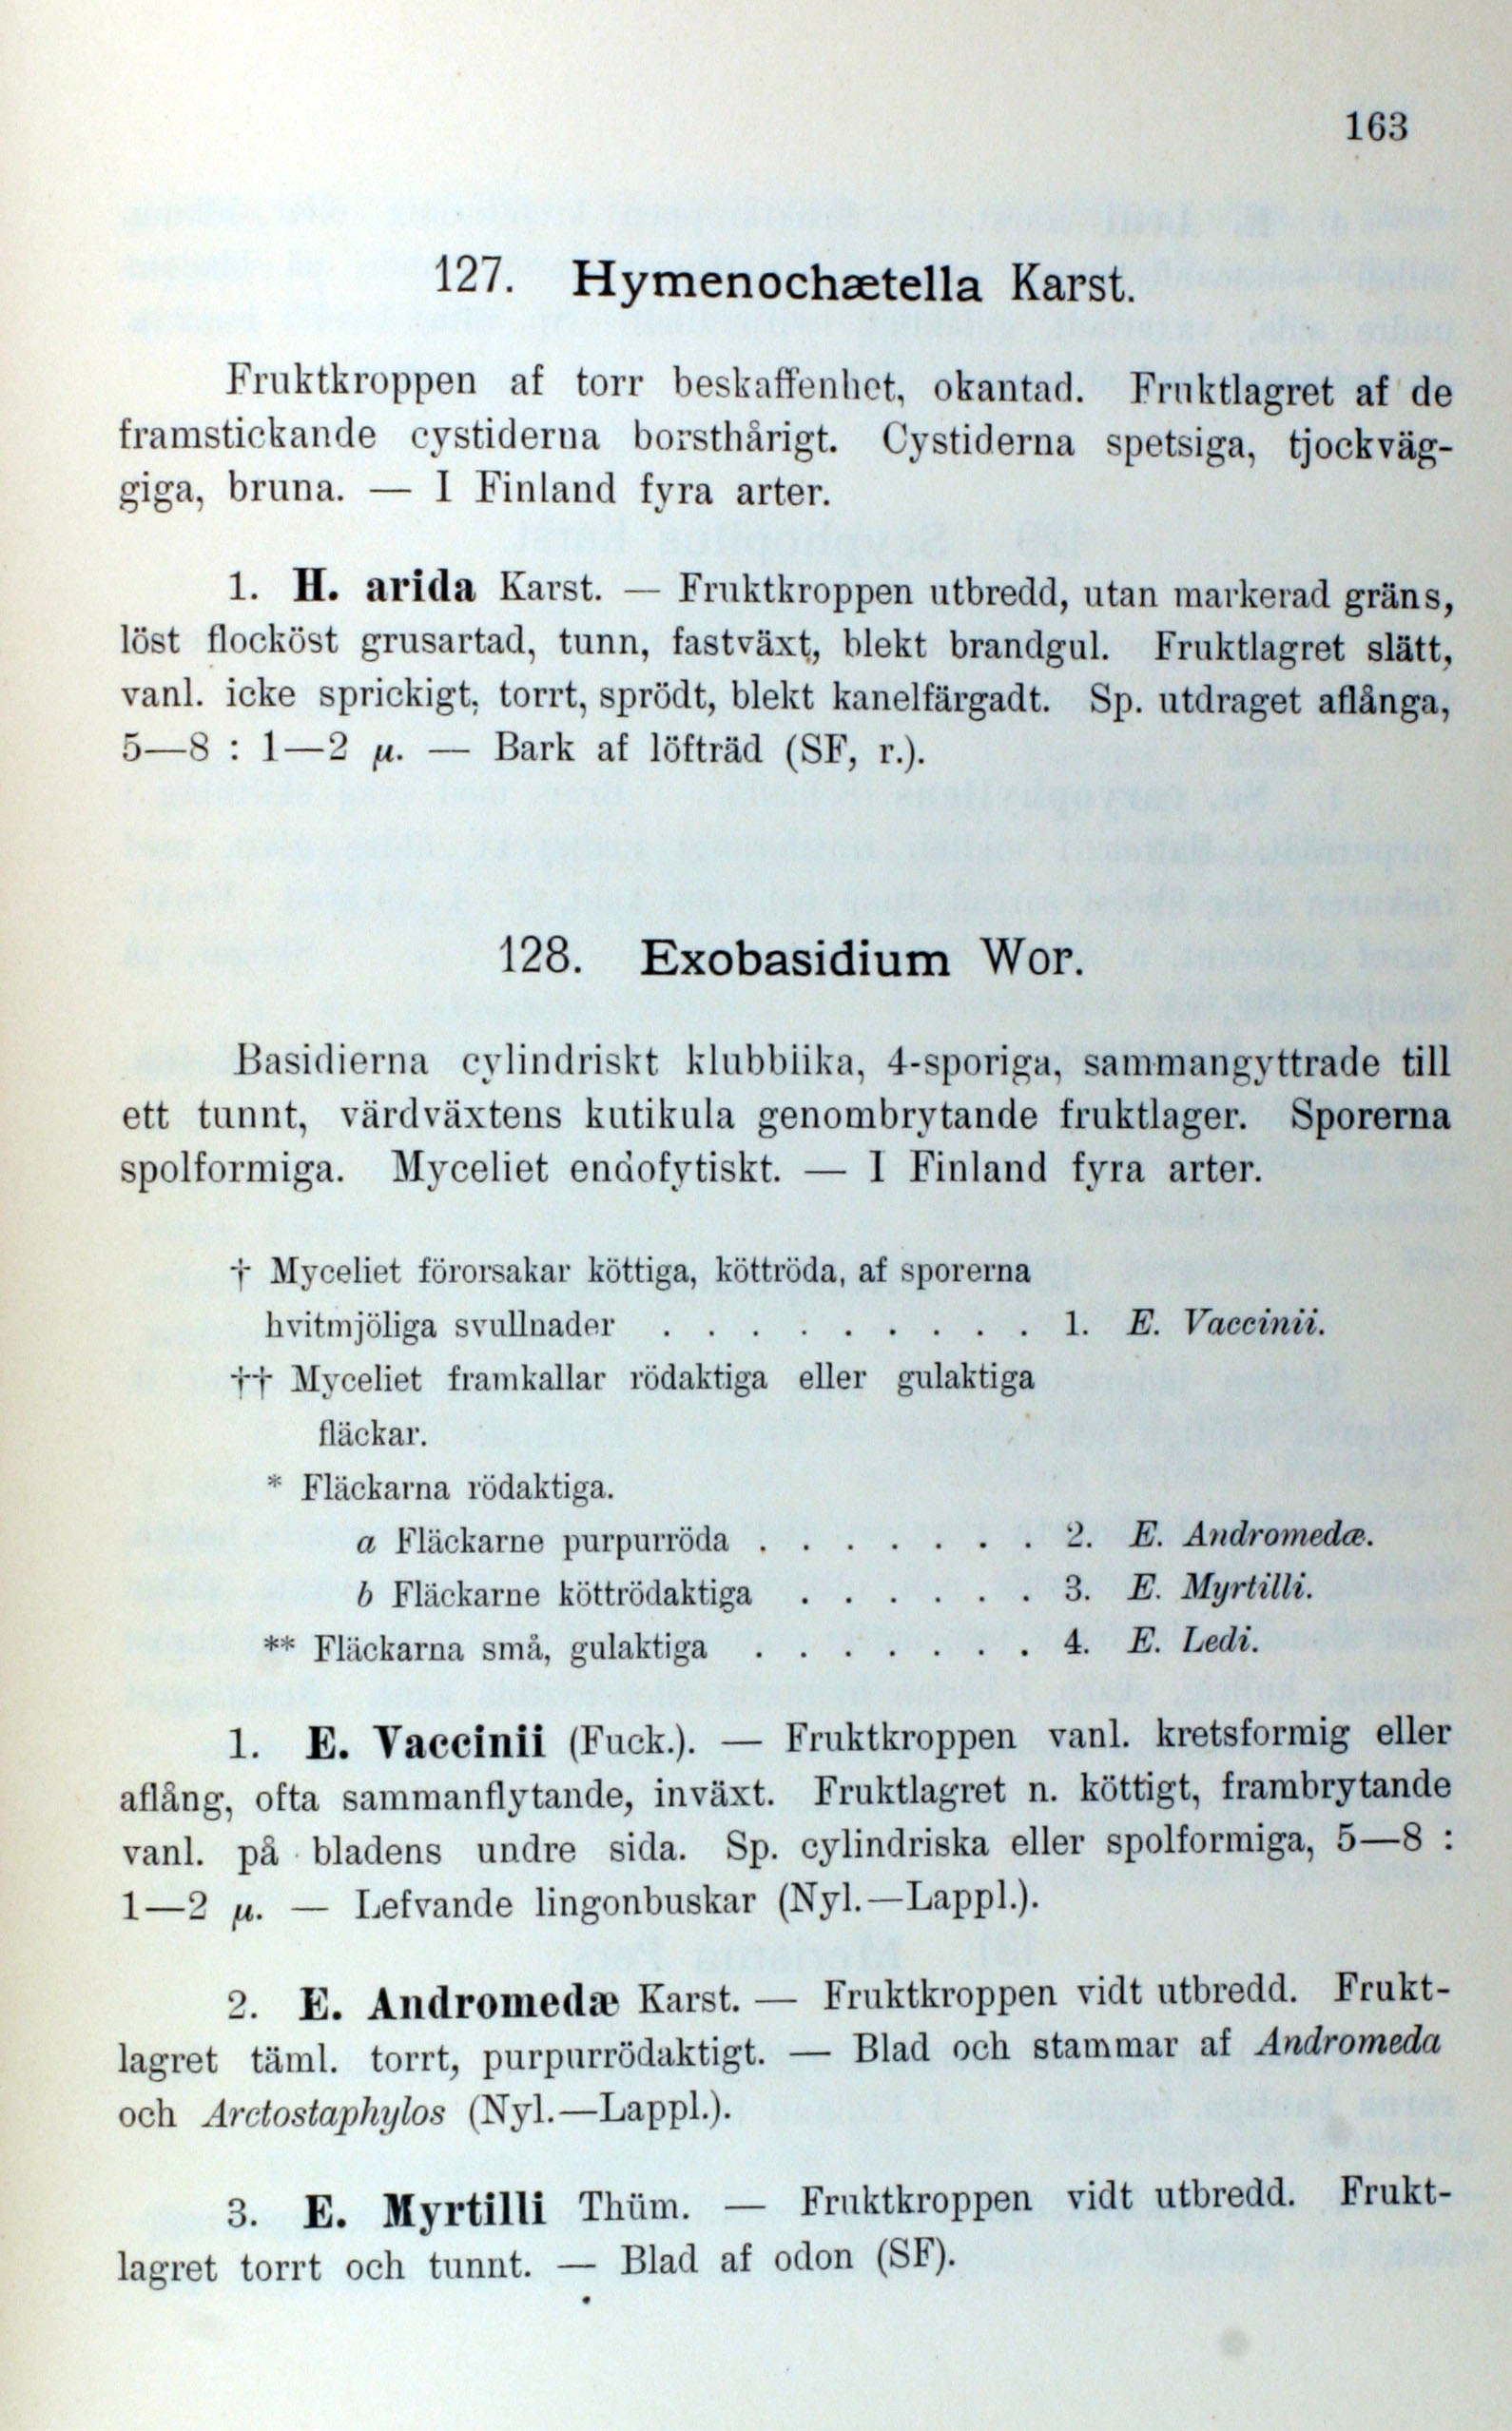 163
127. Hymenochætella Karst.
Fruktkroppen af torr beskaffenhet, okantad. Fruktlagret af de
framstickande cystiderna borsthårigt. Cystiderna spetsiga, tjockväg-
giga, bruna. — I Finland fyra arter.
1. H. arida Karst. — Fruktkroppen utbredd, utan markerad gräns,
löst flocköst grusartad, tunn, fastväxt, blekt brandgul. Fruktlagret slätt,
vanl. icke sprickigt, torrt, sprödt, blekt kanelfärgadt. Sp. utdraget aflånga,
5—8 : 1—2 µ. — Bark af löfträd (SF, r.).
128. Exobasidium Wor.
Basidierna cylindriskt klubblika, 4-sporiga, sammangyttrade till
ett tunnt, värdväxtens kutikula genombrytande fruktlager. Sporerna
spolformiga. Myceliet endofytiskt. — I Finland fyra arter.
† Myceliet förorsakar köttiga, köttröda, af sporerna
hvitmjöliga svullnader . . . . . . . . . 1. E. Vaccinii.
†† Myceliet framkallar rödaktiga eller gulaktiga
fläckar.
* Fläckarna rödaktiga.
a Fläckarne purpurröda . . . . . . . 2. E. Andromedæ.
b Fläckarne köttrödaktiga . . . . . . 3. E. Myrtilli.
** Fläckarna små, gulaktiga . . . . . . . 4. E. Ledi.
1. E. Vaccinii (Fuck.). — Fruktkroppen vanl. kretsformig eller
aflång, ofta sammanflytande, inväxt. Fruktlagret n. köttigt, frambrytande
vanl. på bladens undre sida. Sp. cylindriska eller spolformiga, 5—8 :
1—2 µ. — Lefvande lingonbuskar (Nyl.—Lappl.).
2. E. Andromedæ Karst. — Fruktkroppen vidt utbredd. Frukt-
lagret täml. torrt, purpurrödaktigt. — Blad och stammar af Andromeda
och Arctostaphylos (Nyl.—Lappl.).
3. E. Myrtilli Thüm. — Fruktkroppen vidt utbredd. Frukt-
lagret torrt och tunnt. — Blad af odon (SF).